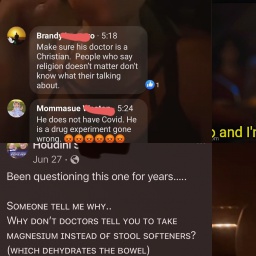 Brandy · 5:18
Make sure his doctor is a
Christian. People who say
religion doesn't matter don't
know what their talking
about.
1
Mommasue 5:24
He does not have Covid. He
is a drug experiment gone
wrong.
and I'm
Jun 27 ·
Been questioning this one for years.....
SOMEONE TELL ME WHY..
WHY DON'T DOCTORS TELL YOU TO TAKE
MAGNESIUM INSTEAD OF STOOL SOFTENERS?
(WHICH DEHYDRATES THE BOWEL)